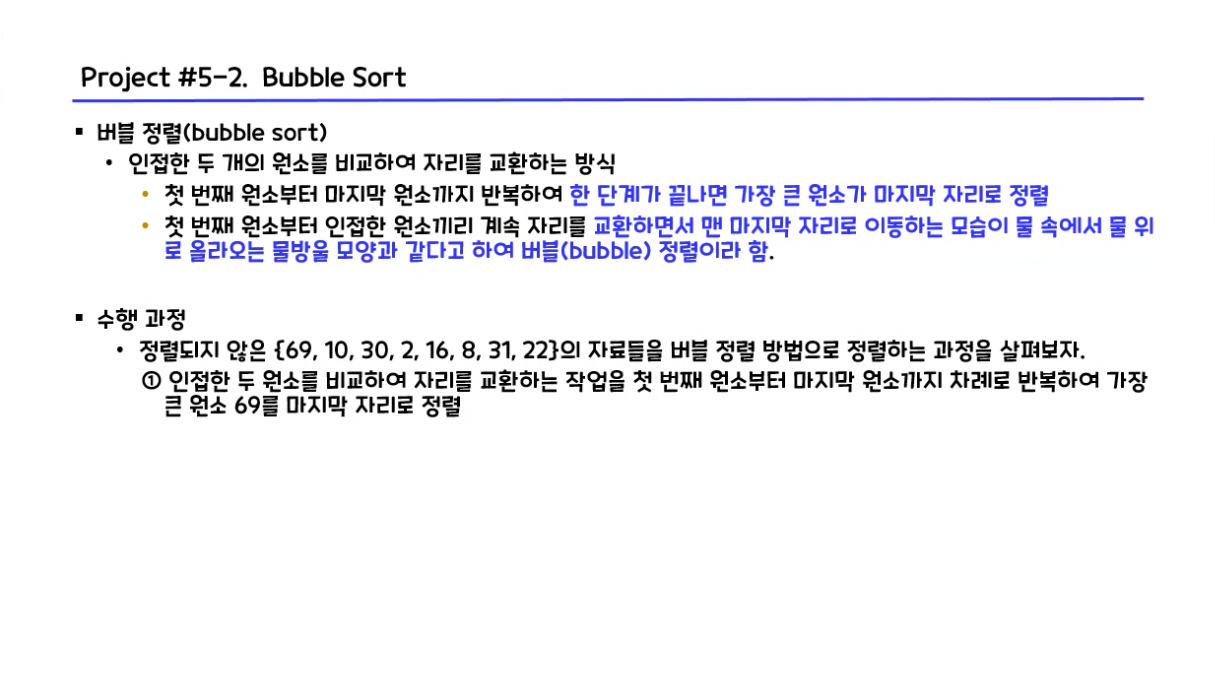 Project #5-2. Bubble Sort
▪ 버블 정렬(bubble sort)
• 인접한 두 개의 원소를 비교하여 자리를 교환하는 방식
• 첫 번째 원소부터 마지막 원소까지 반복하여 한 단계가 끝나면 가장 큰 원소가 마지막 자리로 정렬
• 첫 번째 원소부터 인접한 원소끼리 계속 자리를 교환하면서 맨 마지막 자리로 이동하는 모습이 물 속에서 물 위
로 올라오는 물방울 모양과 같다고 하여 버블(bubble) 정렬이라 함.
▪ 수행 과정
• 정렬되지 않은 {69, 10, 30, 2, 16, 8, 31, 22}의 자료들을 버블 정렬 방법으로 정렬하는 과정을 살펴보자.
① 인접한 두 원소를 비교하여 자리를 교환하는 작업을 첫 번째 원소부터 마지막 원소까지 차례로 반복하여 가장
큰 원소 69를 마지막 자리로 정렬